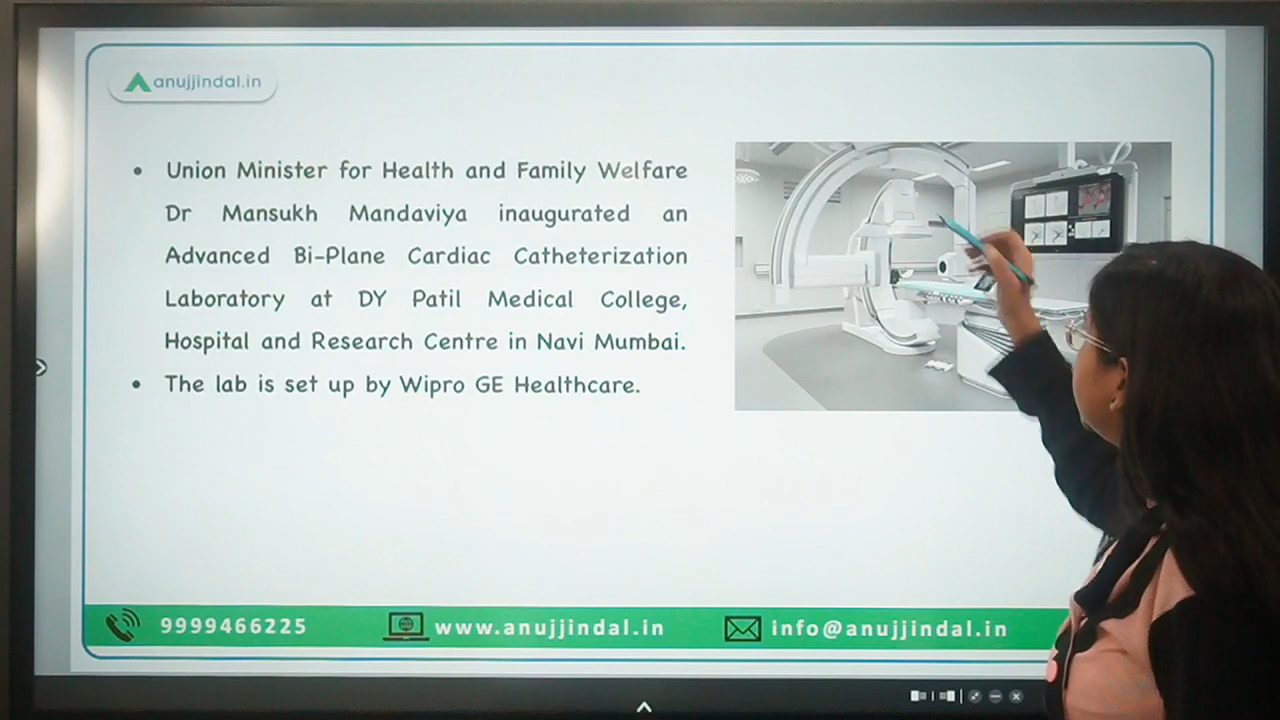 anujjindal.in
• Union Minister for Health and Family Welfare
Dr Mansukh Mandaviya inaugurated an
Advanced Bi-Plane Cardiac Catheterization
Laboratory at DY Patil Medical College,
Hospital and Research Centre in Navi Mumbai.
• The lab is set up by Wipro GE Healthcare.
9999466225 www.anujjindal.in info@anujjindal.in